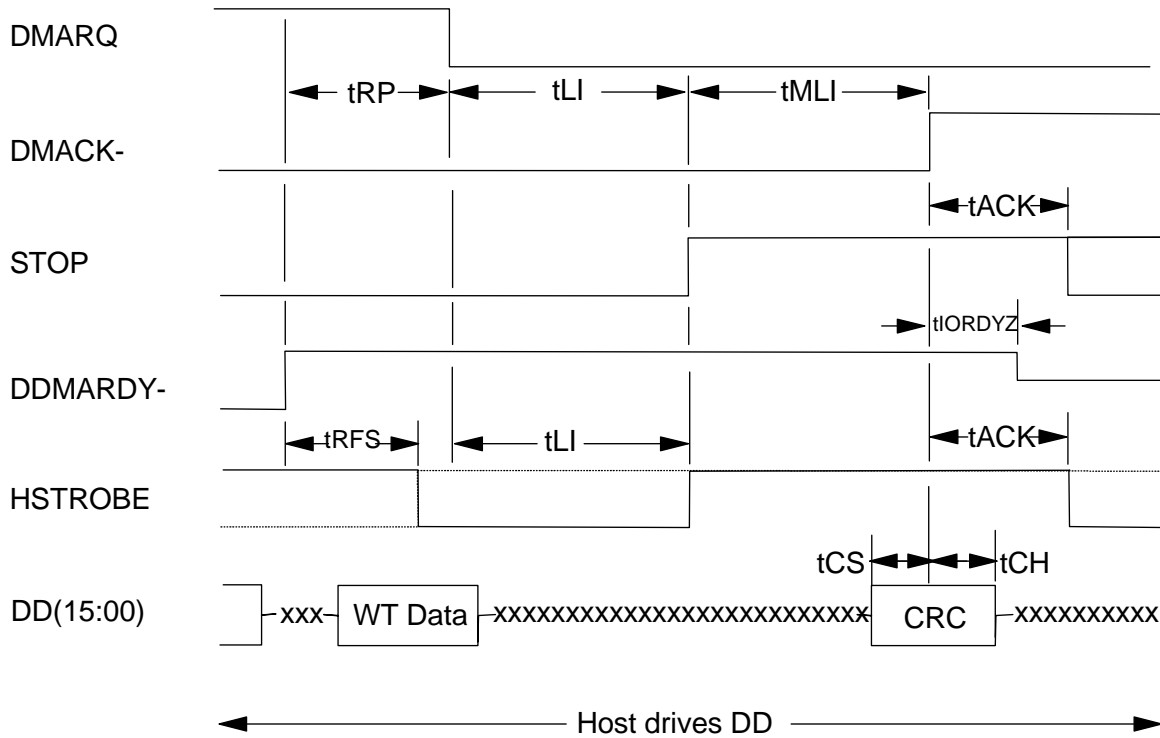 DMARQ
tRP tLI tMLI
DMACK-
tACK
STOP
tIORDYZ
DDMARDY-
tRFS tLI tACK
HSTROBE
tCS tCH
DD(15:00) xxx WT Data xxxxxxxxxxxxxxxxxxxxxxxxxx CRC xxxxxxxxxx
Host drives DD